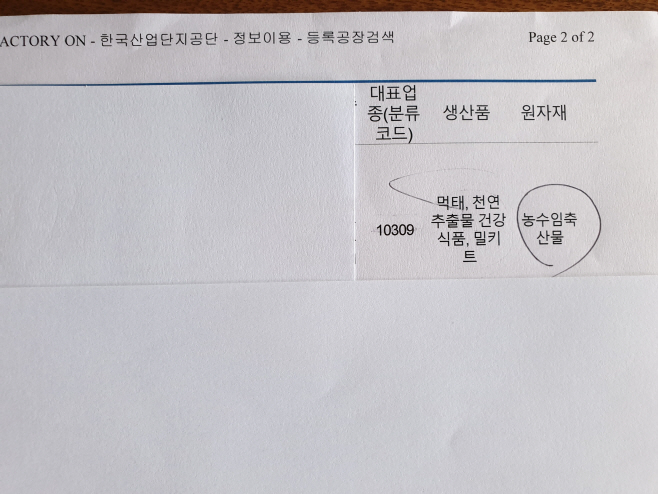 ACTORY ON - 한국산업단지공단 - 정보이용 - 등록공장검색 Page 2 of 2
대표업
종(분류
코드) 생산품 원자재
먹태, 천연
추출물 건강
식품, 밀키
트
10309
농수임축
산물